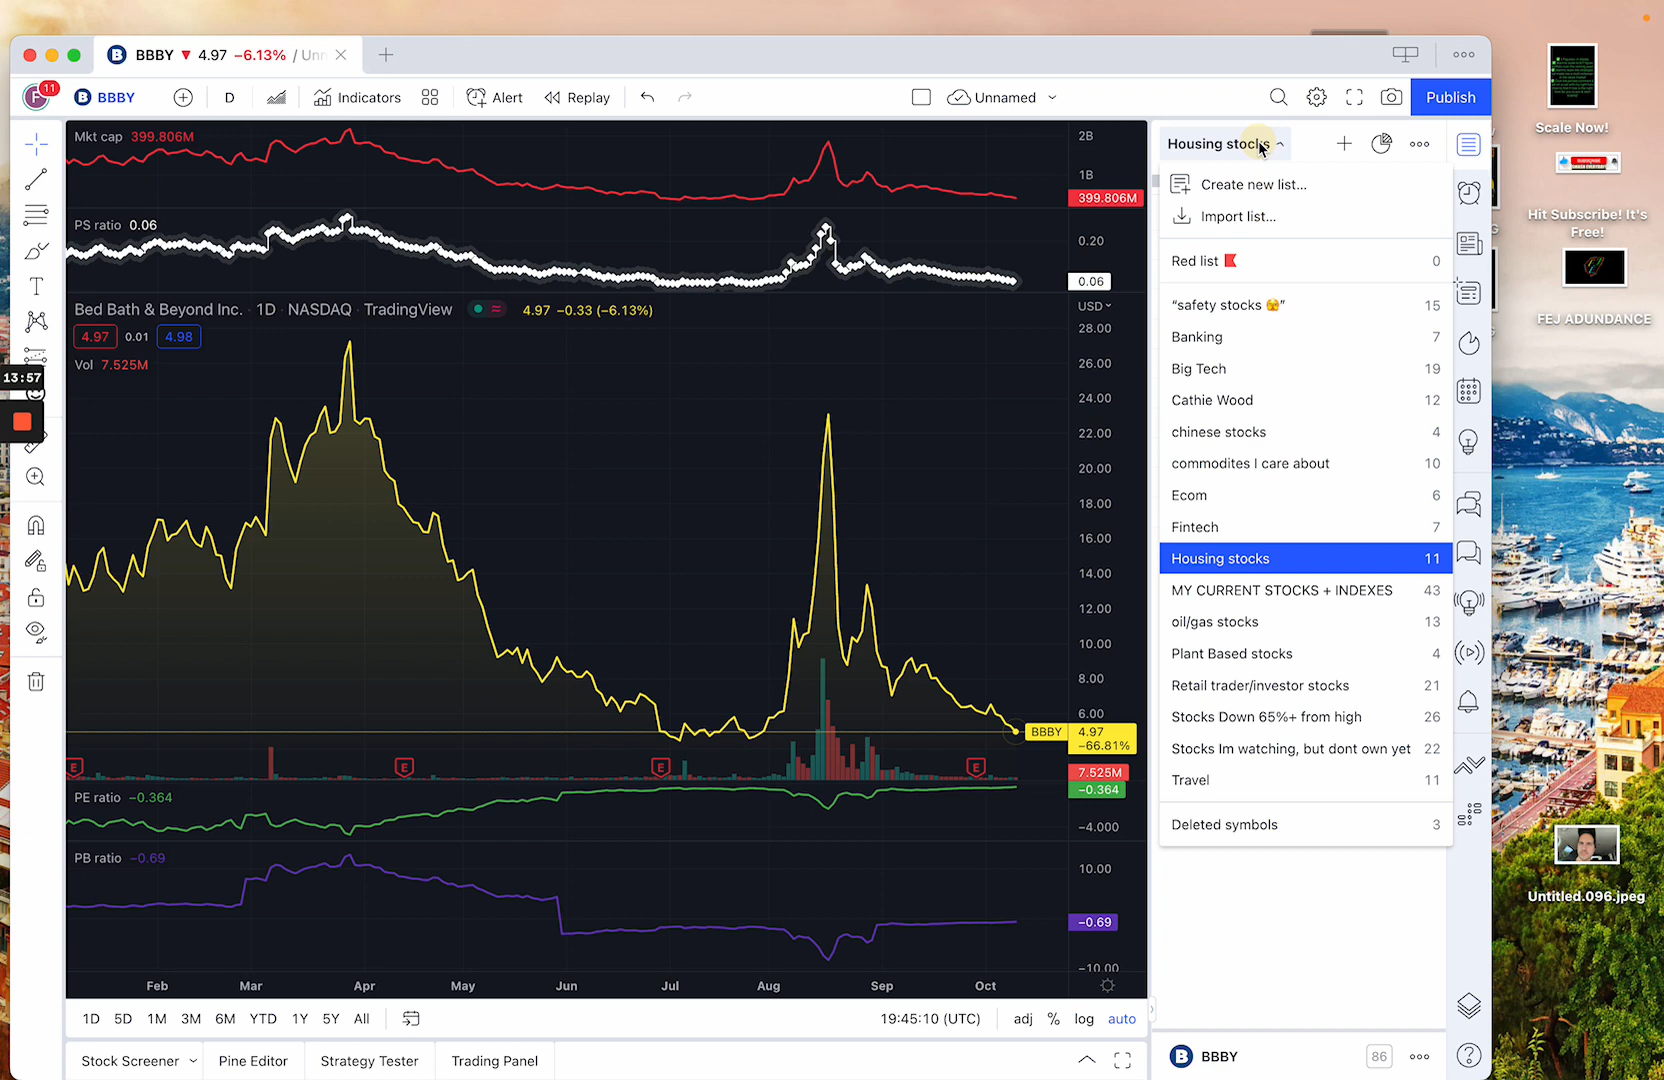 BBBY ▼ 4.97 −6.13% / Unn
11
BBBY
D
Indicators
Alert
Replay
Unnamed
Publish
Mkt cap 399.806M
2B
1B
399.806M
PS ratio 0.06
0.20
0.06
Bed Bath & Beyond Inc. · 1D · NASDAQ · TradingView
4.97 −0.33 (−6.13%)
USD
4.97 0.01 4.98
Vol 7.525M
28.00
26.00
24.00
22.00
20.00
18.00
16.00
14.00
12.00
10.00
8.00
6.00
BBBY 4.97
−66.81%
7.525M
E
E
E
E
PE ratio −0.364
−0.364
−4.000
PB ratio −0.69
10.00
−0.69
−10.00
Feb Mar Apr May Jun Jul Aug Sep Oct
1D 5D 1M 3M 6M YTD 1Y 5Y All
19:45:10 (UTC) adj % log auto
Stock Screener Pine Editor Strategy Tester Trading Panel
13:57
Housing stocks
Create new list...
Import list...
Red list 0
“safety stocks 🫣” 15
Banking 7
Big Tech 19
Cathie Wood 12
chinese stocks 4
commodites I care about 10
Ecom 6
Fintech 7
Housing stocks 11
MY CURRENT STOCKS + INDEXES 43
oil/gas stocks 13
Plant Based stocks 4
Retail trader/investor stocks 21
Stocks Down 65%+ from high 26
Stocks Im watching, but dont own yet 22
Travel 11
Deleted symbols 3
BBBY 86
Scale Now!
Hit Subscribe! It's
Free!
FEJ ADUNDANCE
Untitled.096.jpeg